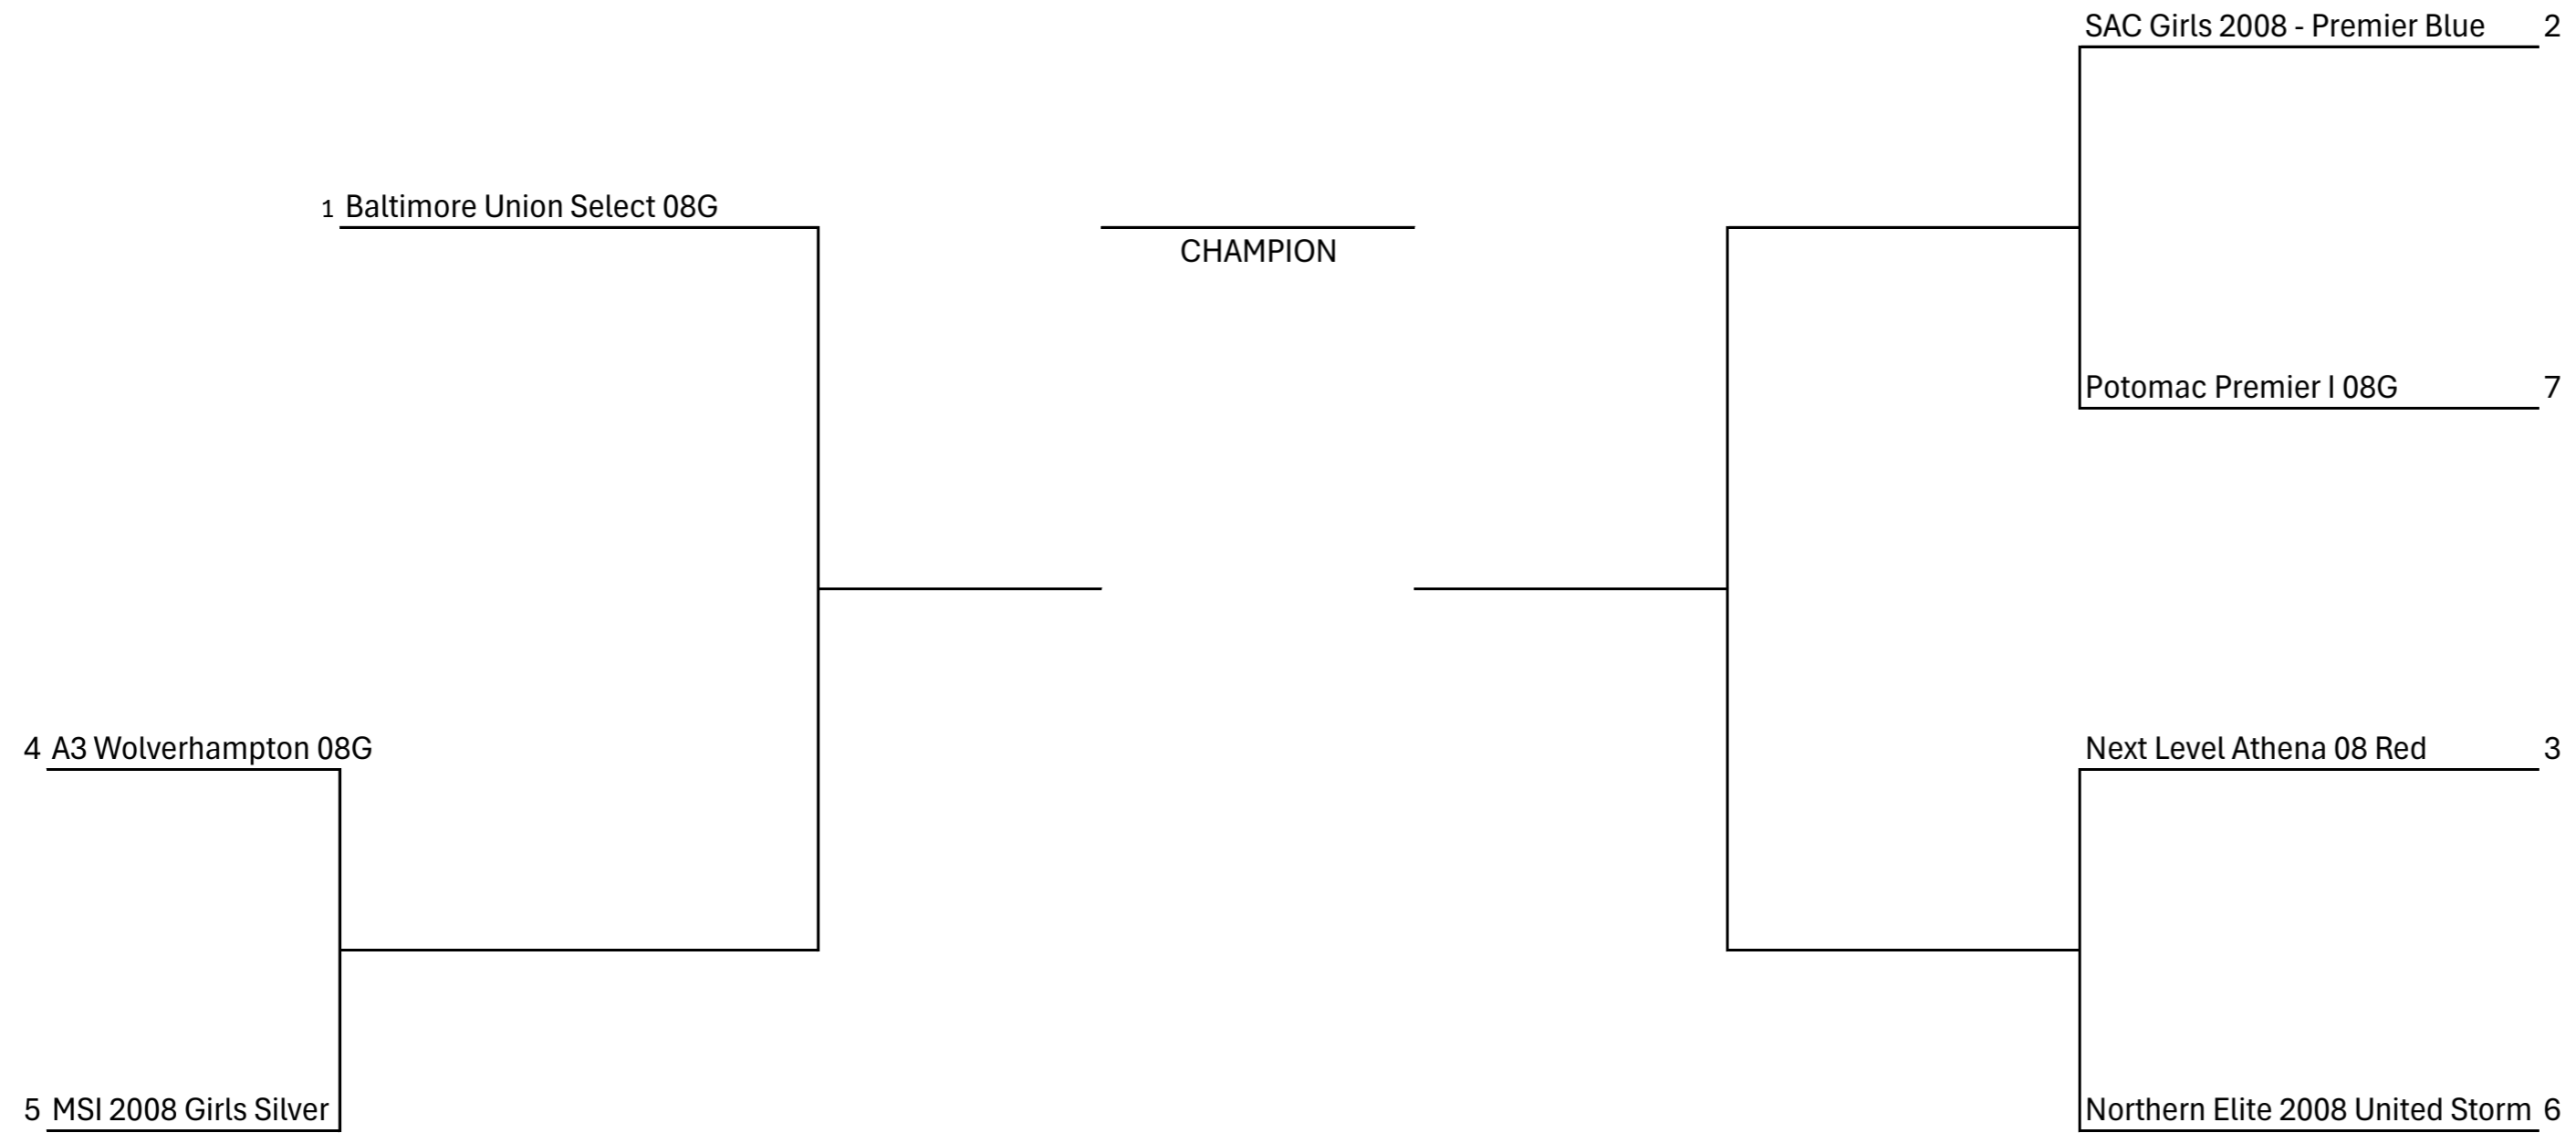 SAC Girls 2008 - Premier Blue 2
1 Baltimore Union Select 08G
CHAMPION
Potomac Premier I 08G 7
4 A3 Wolverhampton 08G
Next Level Athena 08 Red 3
5 MSI 2008 Girls Silver
Northern Elite 2008 United Storm 6